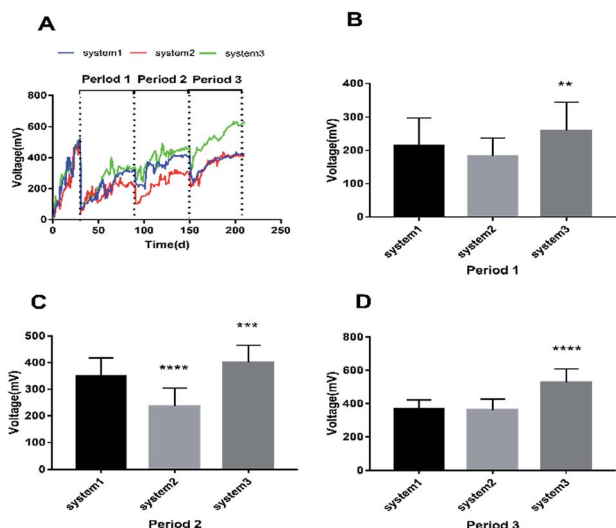 A
system1 system2 system3
Period 1 Period 2 Period 3
Voltage(mV)
800
600
400
200
0
0 50 100 150 200 250
Time(d)
B
Voltage(mV)
400
300
200
100
0
**
system1 system2 system3
Period 1
C
Voltage(mV)
500
400
300
200
100
0
**** ***
system1 system2 system3
Period 2
D
Voltage(mV)
800
600
400
200
0
****
system1 system2 system3
Period 3